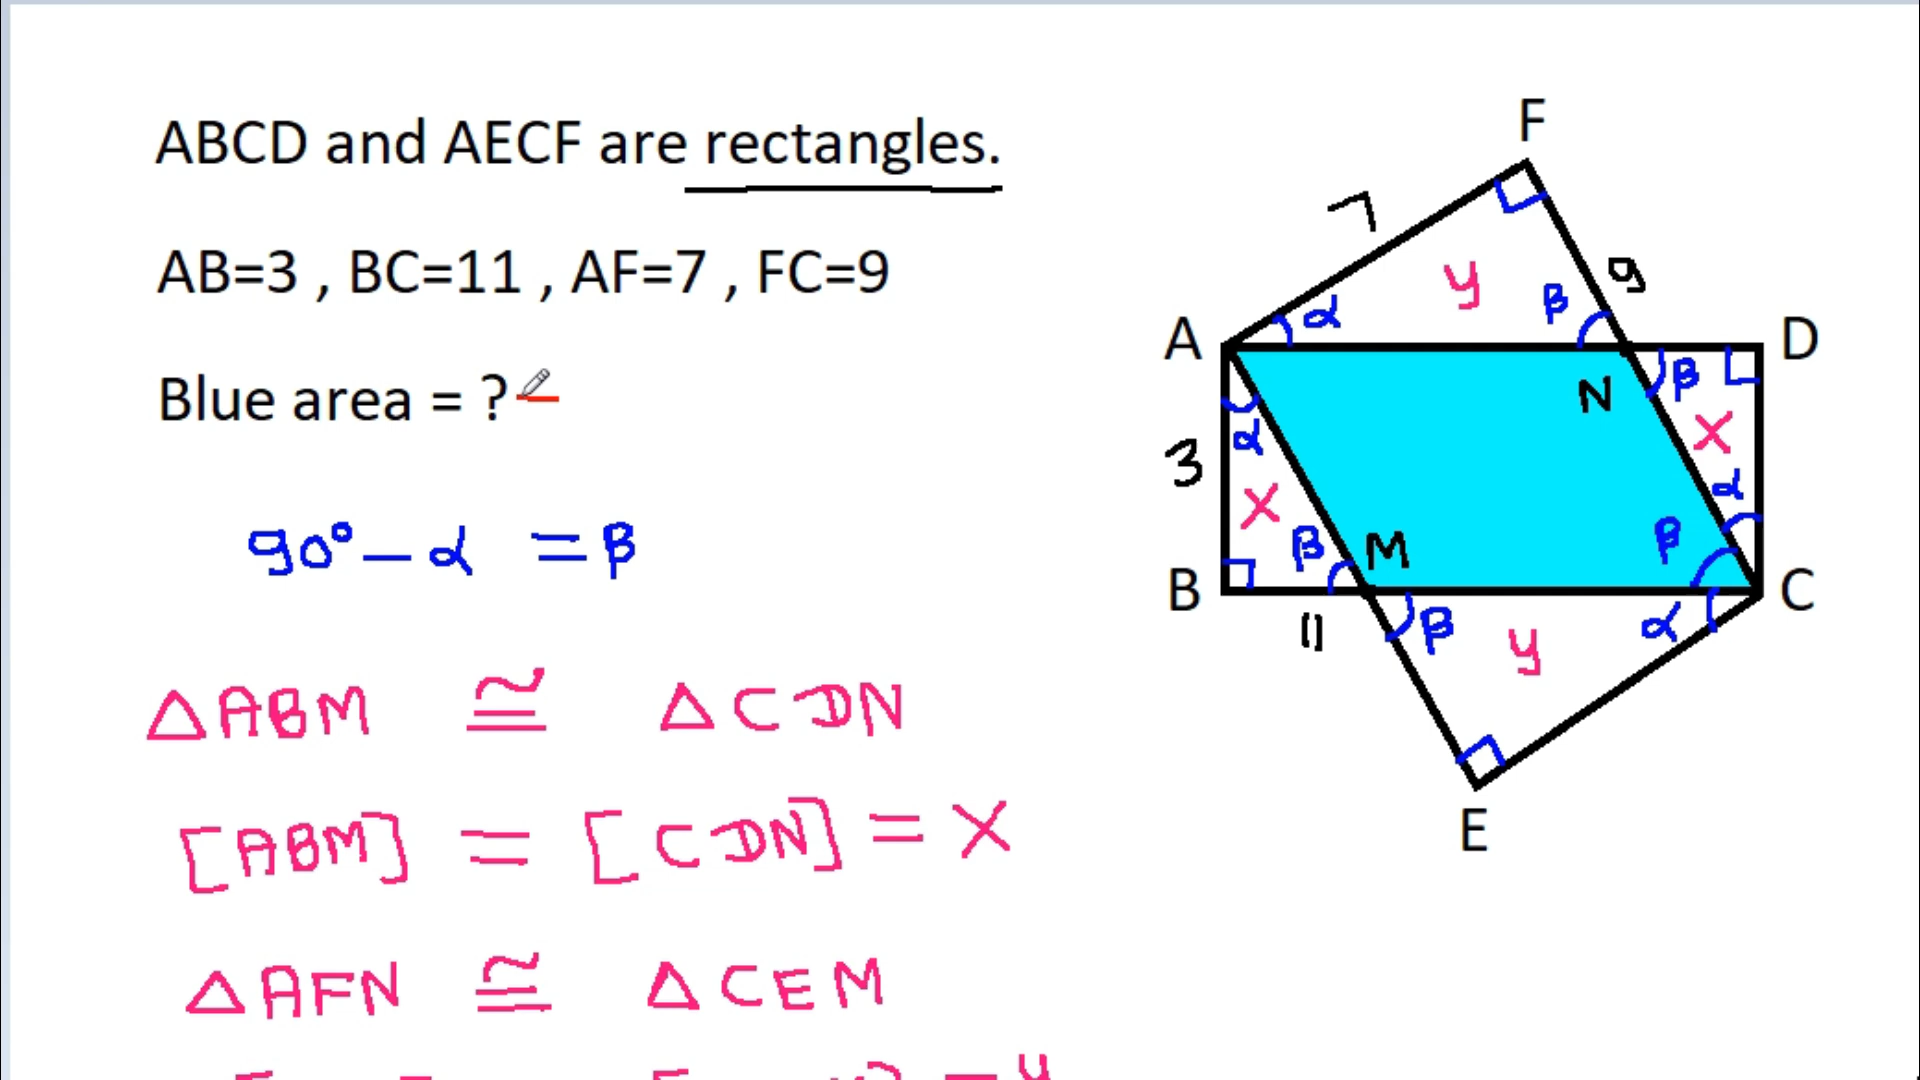 ABCD and AECF are rectangles.
AB=3 , BC=11 , AF=7 , FC=9
Blue area = ?
90° - α = β
△ABM ≅ △CDN
[ABM] = [CDN] = X
△AFN ≅ △CEM
= y
F
7
y
9
α
β
A
D
N
β
α
X
3
α
X
β
M
β
B
C
11
β
α
y
E